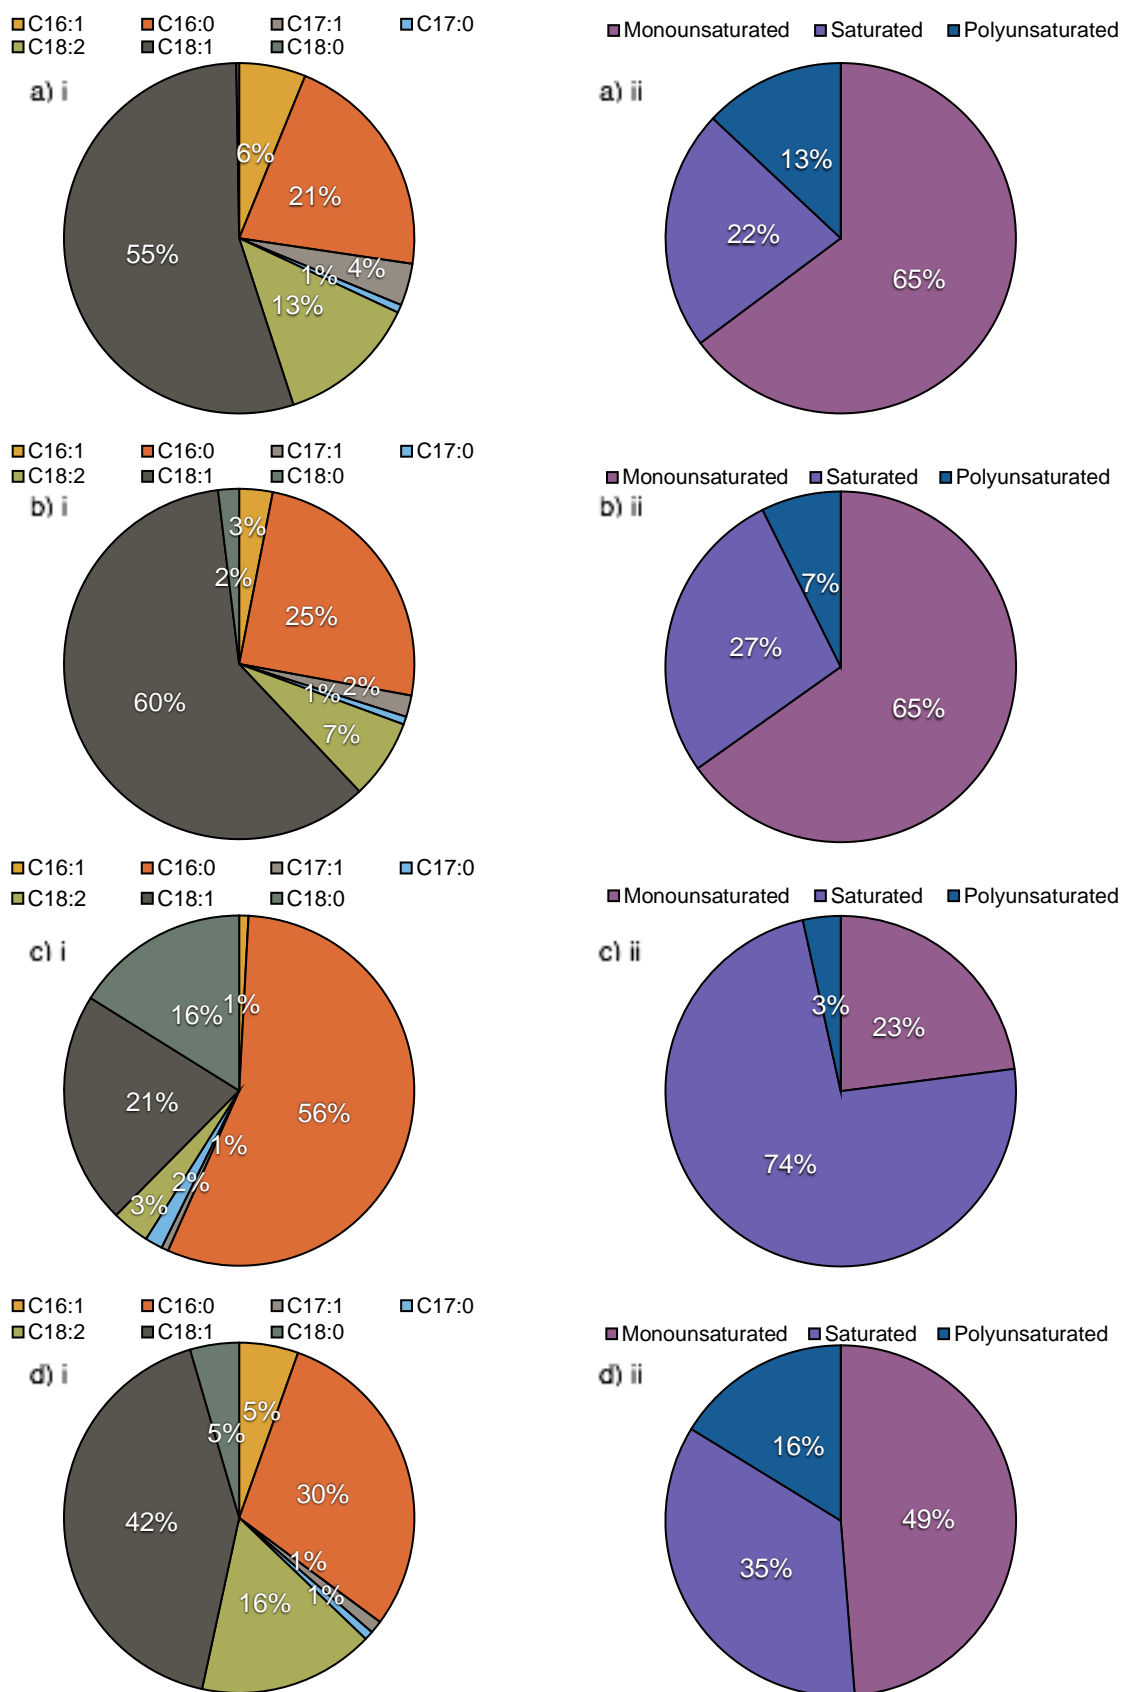 C16:1 C16:0 C17:1 C17:0
C18:2 C18:1 C18:0
a) i
6%
21%
55%
1% 4%
13%
Monounsaturated Saturated Polyunsaturated
a) ii
13%
22%
65%
C16:1 C16:0 C17:1 C17:0
C18:2 C18:1 C18:0
b) i
3%
2%
25%
1% 2%
60%
7%
Monounsaturated Saturated Polyunsaturated
b) ii
7%
27%
65%
C16:1 C16:0 C17:1 C17:0
C18:2 C18:1 C18:0
c) i
16% 1%
21%
56%
1%
2%
3%
Monounsaturated Saturated Polyunsaturated
c) ii
3%
23%
74%
C16:1 C16:0 C17:1 C17:0
C18:2 C18:1 C18:0
d) i
5%
5%
30%
42%
1%
1%
16%
Monounsaturated Saturated Polyunsaturated
d) ii
16%
49%
35%